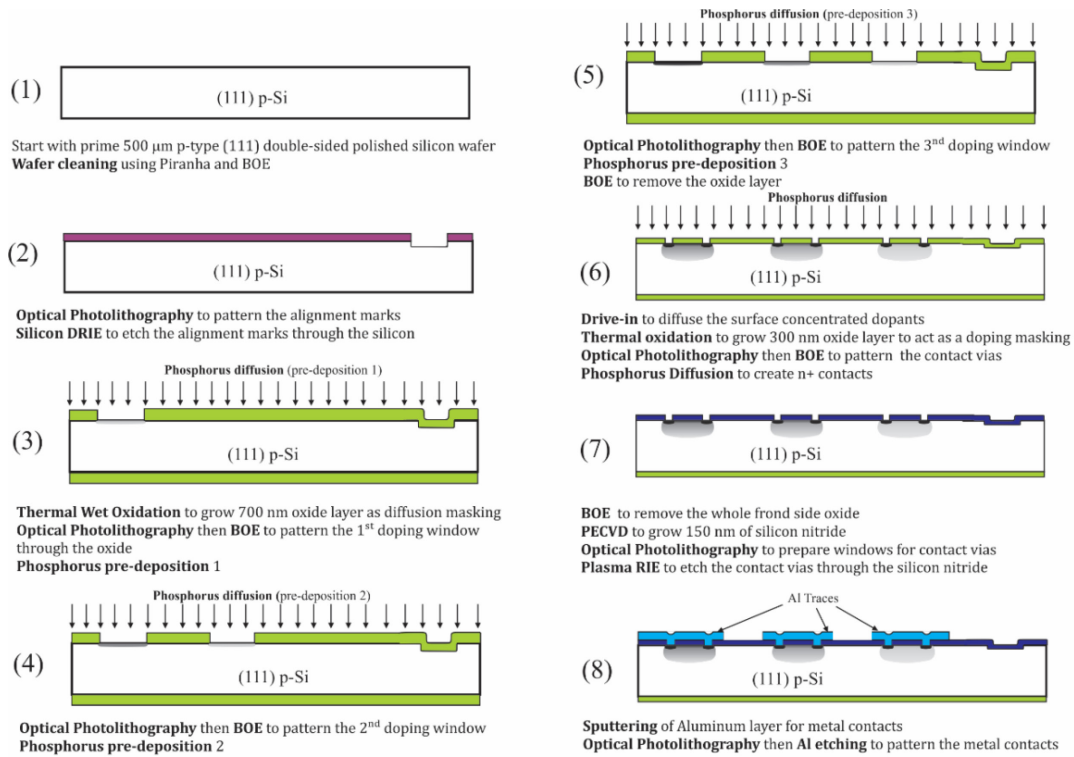 (1)
(111) p-Si
Start with prime 500 μm p-type (111) double-sided polished silicon wafer
Wafer cleaning using Piranha and BOE
(2)
(111) p-Si
Optical Photolithography to pattern the alignment marks
Silicon DRIE to etch the alignment marks through the silicon
Phosphorus diffusion (pre-deposition 1)
(3)
(111) p-Si
Thermal Wet Oxidation to grow 700 nm oxide layer as diffusion masking
Optical Photolithography then BOE to pattern the 1st doping window
through the oxide
Phosphorus pre-deposition 1
Phosphorus diffusion (pre-deposition 2)
(4)
(111) p-Si
Optical Photolithography then BOE to pattern the 2nd doping window
Phosphorus pre-deposition 2
Phosphorus diffusion (pre-deposition 3)
(5)
(111) p-Si
Optical Photolithography then BOE to pattern the 3nd doping window
Phosphorus pre-deposition 3
BOE to remove the oxide layer
Phosphorus diffusion
(6)
(111) p-Si
Drive-in to diffuse the surface concentrated dopants
Thermal oxidation to grow 300 nm oxide layer to act as a doping masking
Optical Photolithography then BOE to pattern the contact vias
Phosphorus Diffusion to create n+ contacts
(7)
(111) p-Si
BOE to remove the whole frond side oxide
PECVD to grow 150 nm of silicon nitride
Optical Photolithography to prepare windows for contact vias
Plasma RIE to etch the contact vias through the silicon nitride
Al Traces
(8)
(111) p-Si
Sputtering of Aluminum layer for metal contacts
Optical Photolithography then Al etching to pattern the metal contacts